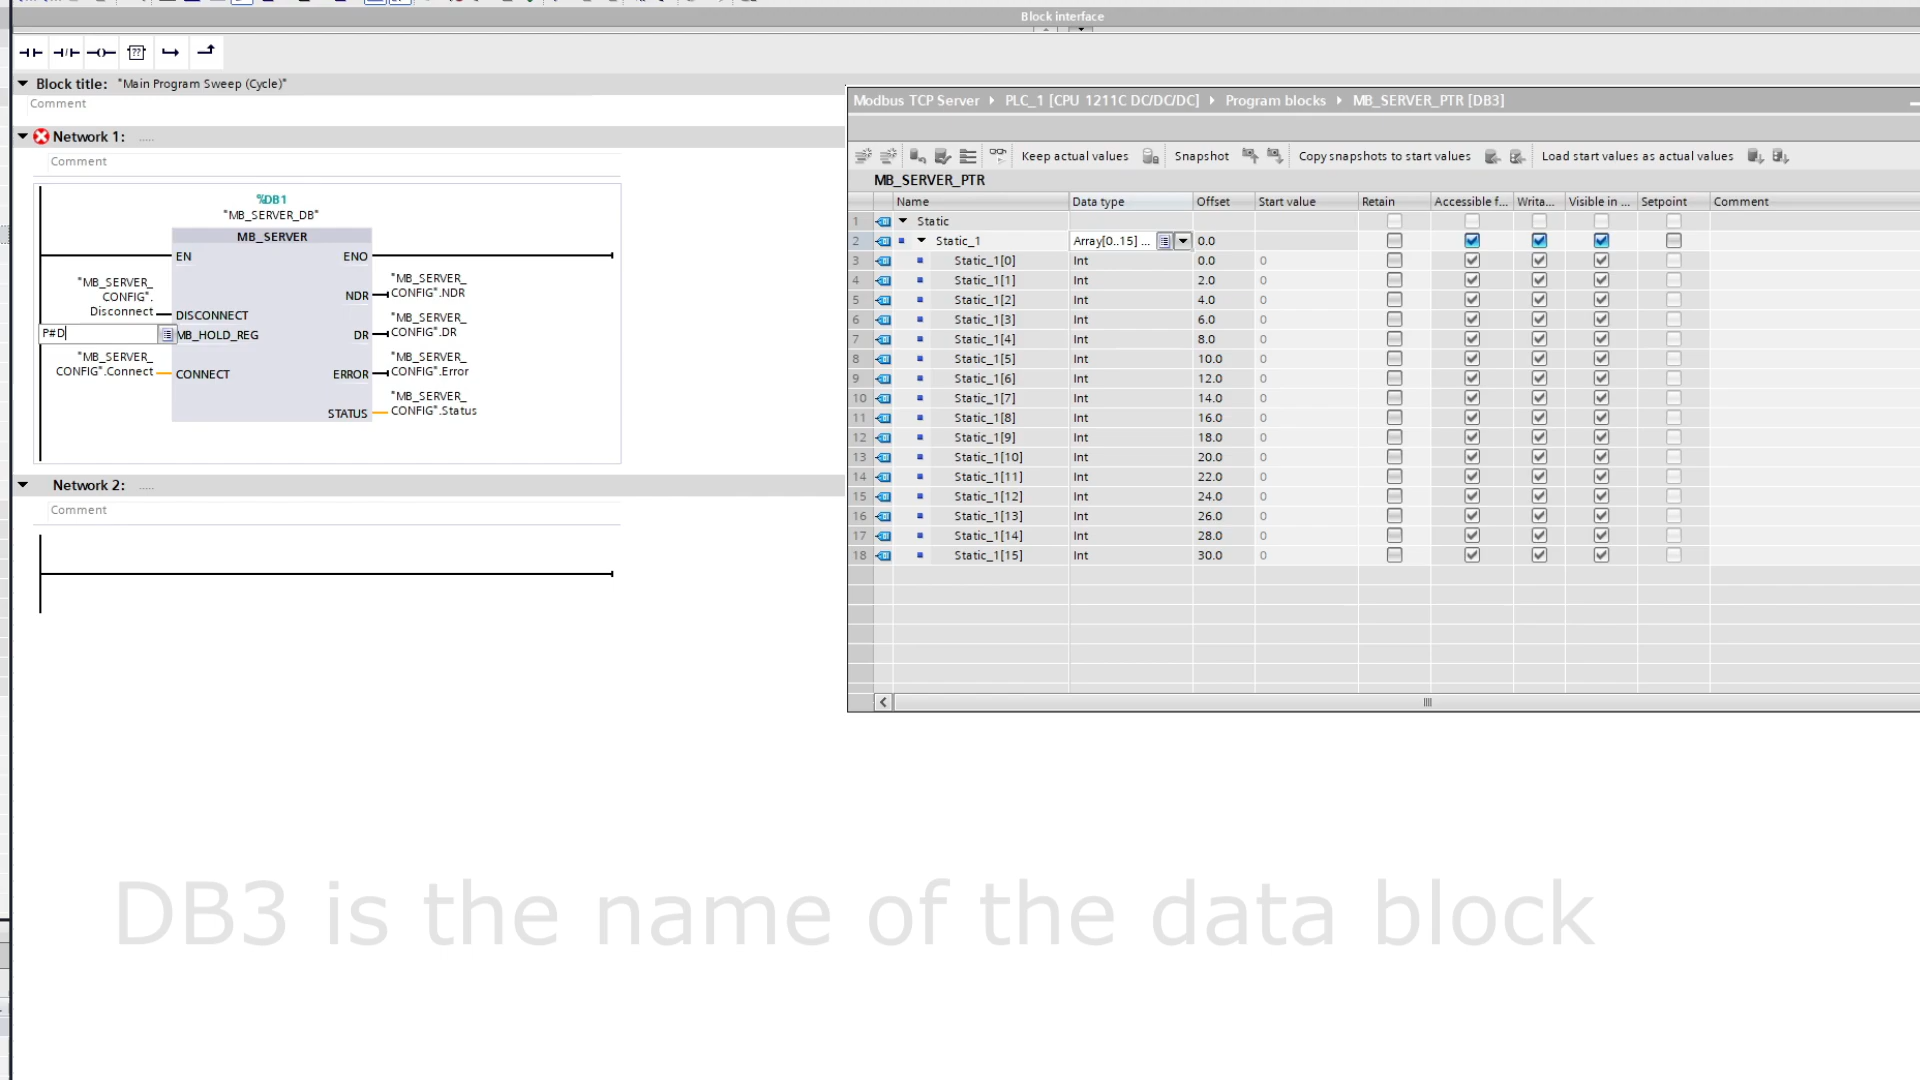 Block interface
Block title: "Main Program Sweep (Cycle)"
Comment
Network 1: .....
Comment
%DB1
"MB_SERVER_DB"
MB_SERVER
EN
ENO
"MB_SERVER_
CONFIG".
Disconnect
DISCONNECT
P#D
MB_HOLD_REG
"MB_SERVER_
CONFIG".Connect
CONNECT
NDR
"MB_SERVER_
CONFIG".NDR
DR
"MB_SERVER_
CONFIG".DR
ERROR
"MB_SERVER_
CONFIG".Error
STATUS
"MB_SERVER_
CONFIG".Status
Network 2: .....
Comment
Modbus TCP Server PLC_1 [CPU 1211C DC/DC/DC] Program blocks MB_SERVER_PTR [DB3]
Keep actual values Snapshot Copy snapshots to start values Load start values as actual values
MB_SERVER_PTR
Name Data type Offset Start value Retain Accessible f... Writa... Visible in ... Setpoint Comment
1 Static
2 Static_1 Array[0..15] ... 0.0
3 Static_1[0] Int 0.0 0
4 Static_1[1] Int 2.0 0
5 Static_1[2] Int 4.0 0
6 Static_1[3] Int 6.0 0
7 Static_1[4] Int 8.0 0
8 Static_1[5] Int 10.0 0
9 Static_1[6] Int 12.0 0
10 Static_1[7] Int 14.0 0
11 Static_1[8] Int 16.0 0
12 Static_1[9] Int 18.0 0
13 Static_1[10] Int 20.0 0
14 Static_1[11] Int 22.0 0
15 Static_1[12] Int 24.0 0
16 Static_1[13] Int 26.0 0
17 Static_1[14] Int 28.0 0
18 Static_1[15] Int 30.0 0
DB3 is the name of the data block